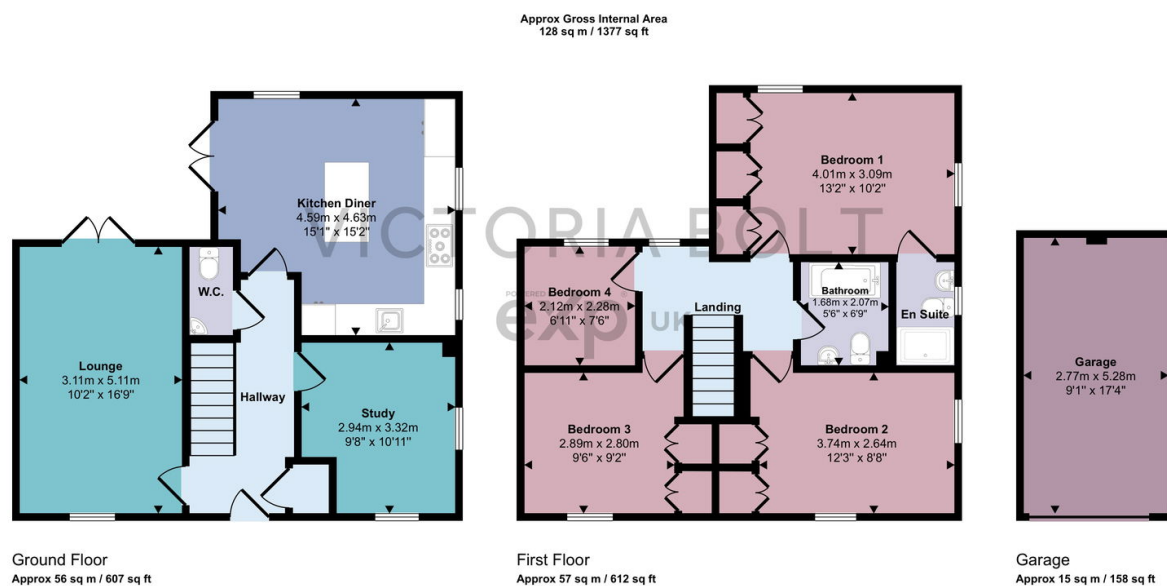 Approx Gross Internal Area
128 sq m / 1377 sq ft
Kitchen Diner
4.59m x 4.63m
15'1" x 15'2"
W.C.
Lounge
3.11m x 5.11m
10'2" x 16'9"
Hallway
Study
2.94m x 3.32m
9'8" x 10'11"
Ground Floor
Approx 56 sq m / 607 sq ft
Bedroom 1
4.01m x 3.09m
13'2" x 10'2"
Bedroom 4
2.12m x 2.28m
6'11" x 7'6"
Landing
Bathroom
1.68m x 2.07m
5'6" x 6'9"
En Suite
Bedroom 3
2.89m x 2.80m
9'6" x 9'2"
Bedroom 2
3.74m x 2.64m
12'3" x 8'8"
First Floor
Approx 57 sq m / 612 sq ft
Garage
2.77m x 5.28m
9'1" x 17'4"
Garage
Approx 15 sq m / 158 sq ft
VICTORIA BOLT
POWERED
exp UK